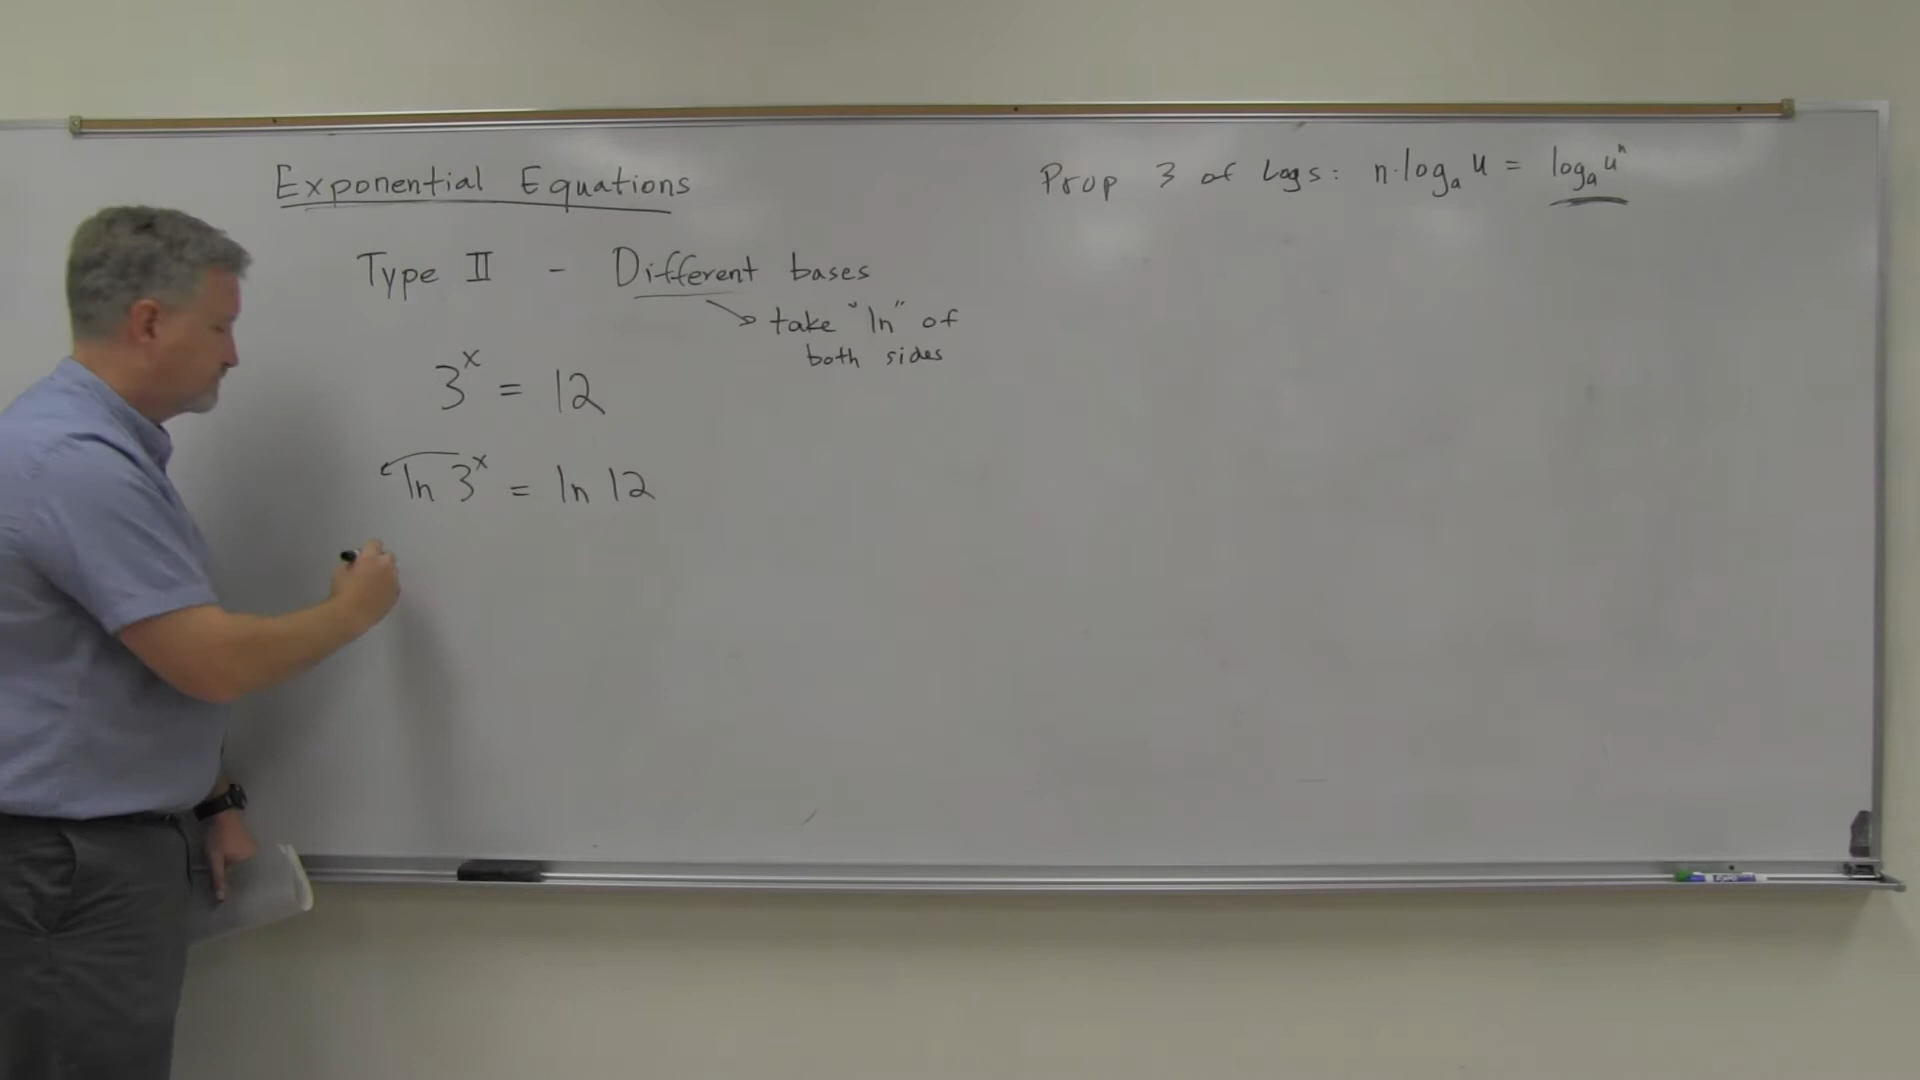 Exponential Equations
Prop 3 of Logs: n·logₐ u = logₐ uⁿ
Type II - Different bases
take "ln" of
both sides
3ˣ = 12
ln 3ˣ = ln 12